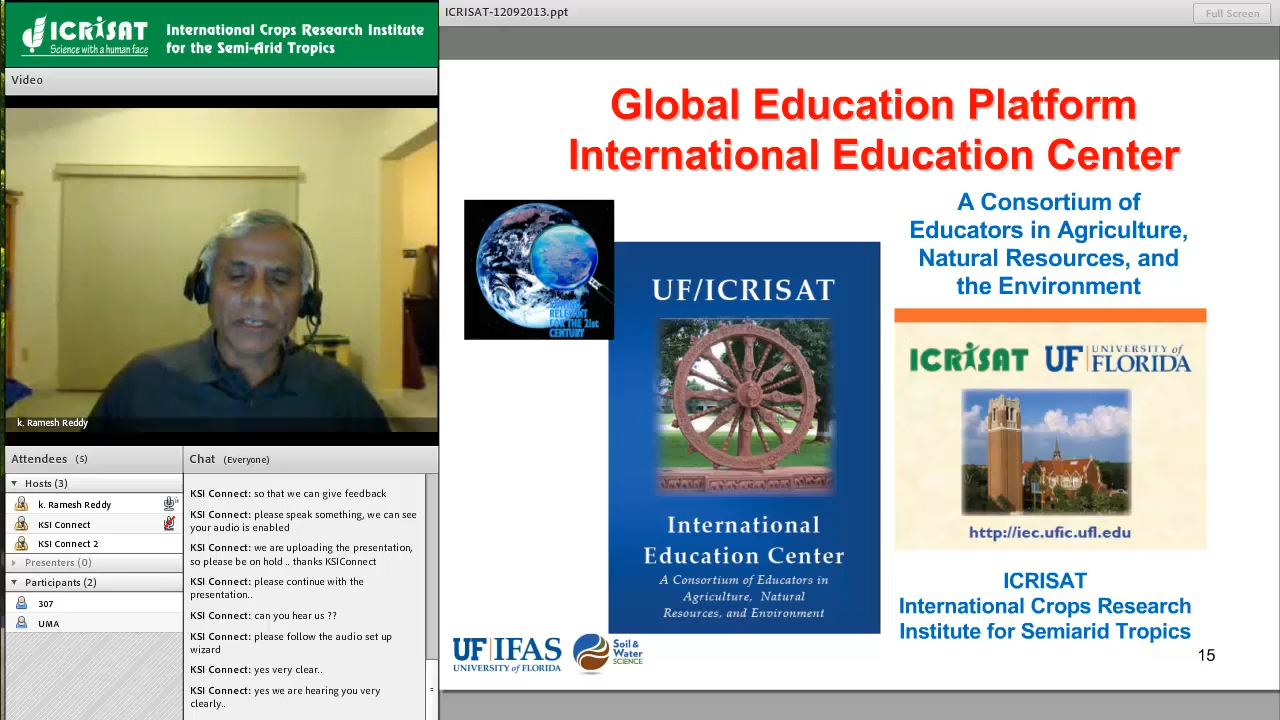 ICRISAT
Science with a human face
International Crops Research Institute
for the Semi-Arid Tropics
Video
k. Ramesh Reddy
Attendees (5)
Hosts (3)
k. Ramesh Reddy
KSI Connect
KSI Connect 2
Presenters (0)
Participants (2)
307
UMA
Chat (Everyone)
KSI Connect: so that we can give feedback
KSI Connect: please speak something, we can see
your audio is enabled
KSI Connect: we are uploading the presentation,
so please be on hold .. thanks KSIConnect
KSI Connect: please continue with the
presentation..
KSI Connect: can you hear us ??
KSI Connect: please follow the audio set up
wizard
KSI Connect: yes very clear..
KSI Connect: yes we are hearing you very
clearly..
ICRISAT-12092013.ppt
Full Screen
Global Education Platform
International Education Center
RELEVANT
FOR THE 21st
CENTURY
UF/ICRISAT
International
Education Center
A Consortium of Educators in
Agriculture, Natural
Resources, and Environment
A Consortium of
Educators in Agriculture,
Natural Resources, and
the Environment
ICRISAT UF UNIVERSITY of
FLORIDA
http://iec.ufic.ufl.edu
ICRISAT
International Crops Research
Institute for Semiarid Tropics
UF IFAS
UNIVERSITY of FLORIDA
Soil &
Water
SCIENCE
15